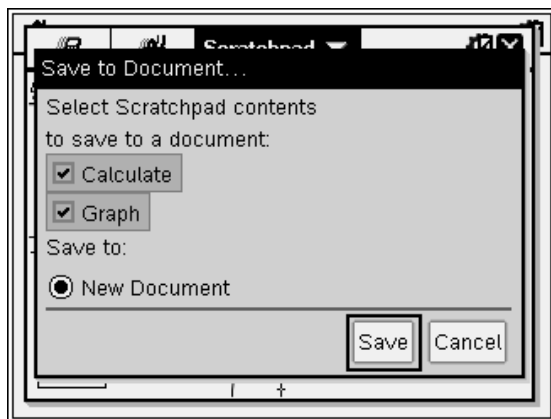 Scratchpad
Save to Document...
Select Scratchpad contents
to save to a document:
Calculate
Graph
Save to:
New Document
Save Cancel